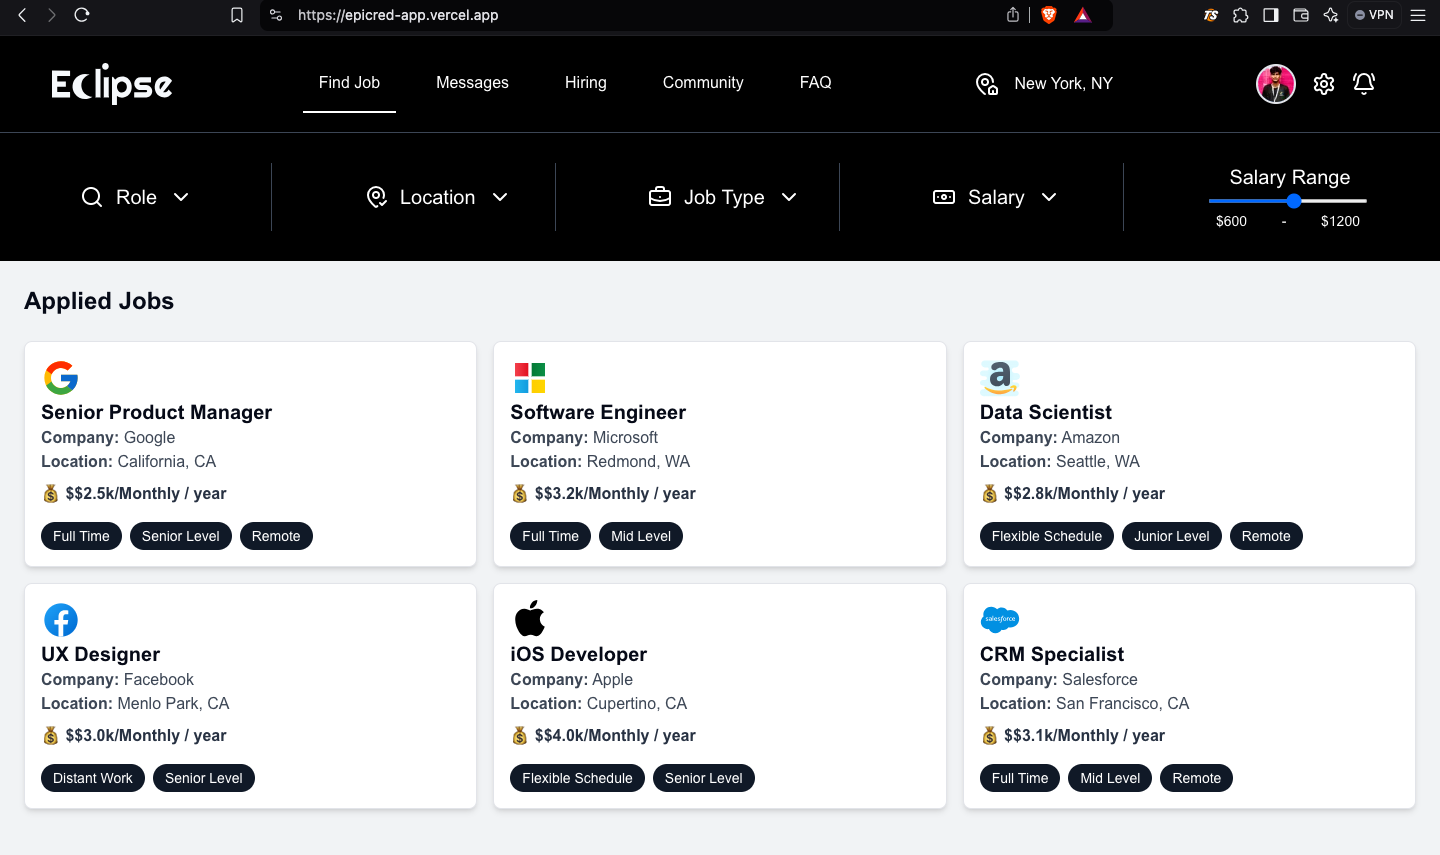 https://epicred-app.vercel.app
TS
VPN
Eclipse
Find Job
Messages
Hiring
Community
FAQ
New York, NY
Role
Location
Job Type
Salary
Salary Range
$600 - $1200
Applied Jobs
Senior Product Manager
Company: Google
Location: California, CA
$$2.5k/Monthly / year
Full Time
Senior Level
Remote
Software Engineer
Company: Microsoft
Location: Redmond, WA
$$3.2k/Monthly / year
Full Time
Mid Level
a
Data Scientist
Company: Amazon
Location: Seattle, WA
$$2.8k/Monthly / year
Flexible Schedule
Junior Level
Remote
UX Designer
Company: Facebook
Location: Menlo Park, CA
$$3.0k/Monthly / year
Distant Work
Senior Level
iOS Developer
Company: Apple
Location: Cupertino, CA
$$4.0k/Monthly / year
Flexible Schedule
Senior Level
salesforce
CRM Specialist
Company: Salesforce
Location: San Francisco, CA
$$3.1k/Monthly / year
Full Time
Mid Level
Remote